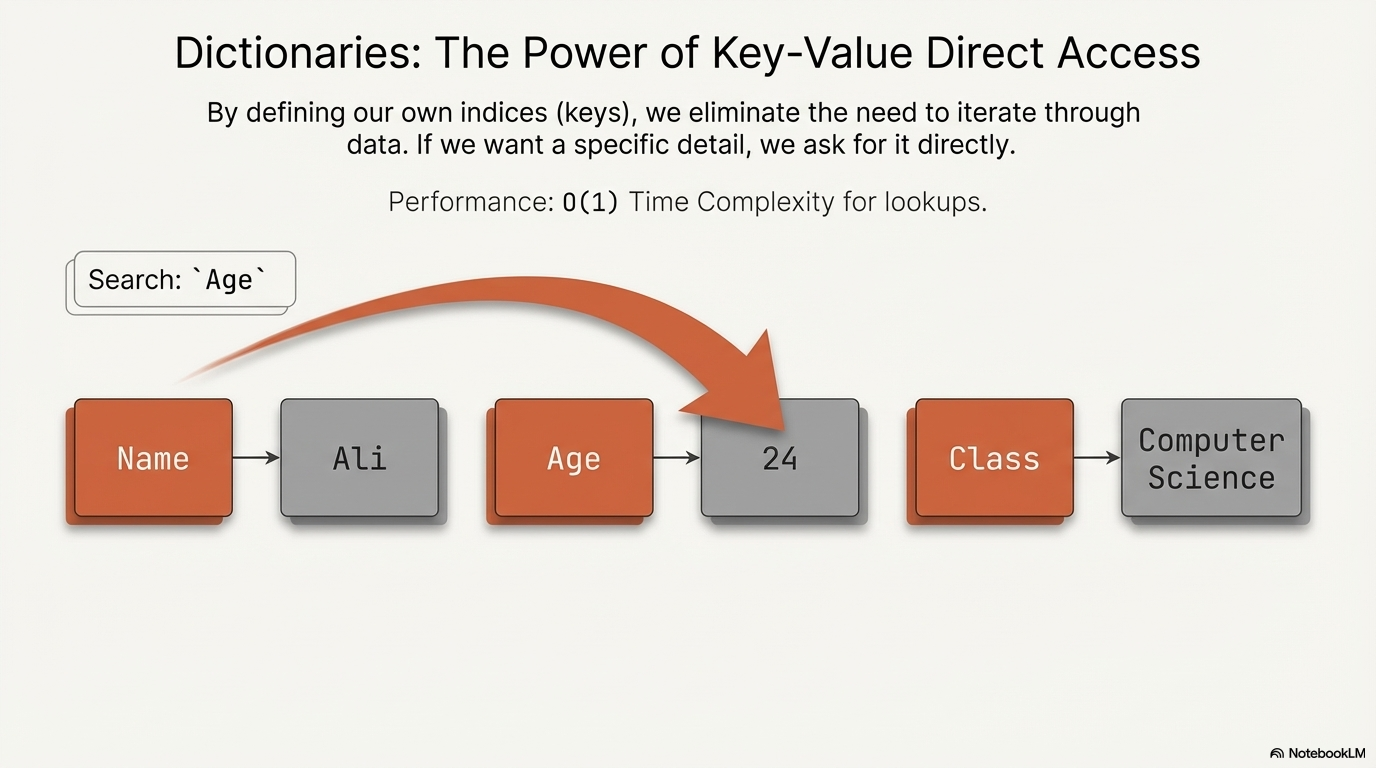 Dictionaries: The Power of Key-Value Direct Access
By defining our own indices (keys), we eliminate the need to iterate through
data. If we want a specific detail, we ask for it directly.
Performance: O(1) Time Complexity for lookups.
Search: `Age`
Name
Ali
Age
24
Class
Computer
Science
NotebookLM